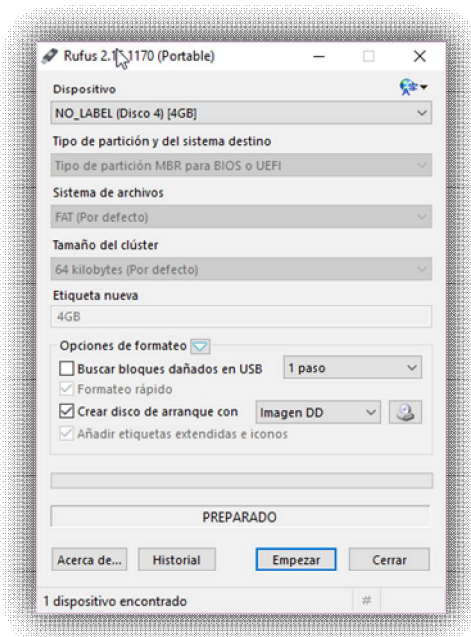 Rufus 2.1 1170 (Portable)
Dispositivo
NO_LABEL (Disco 4) [4GB]
Tipo de partición y del sistema destino
Tipo de partición MBR para BIOS o UEFI
Sistema de archivos
FAT (Por defecto)
Tamaño del clúster
64 kilobytes (Por defecto)
Etiqueta nueva
4GB
Opciones de formateo
Buscar bloques dañados en USB 1 paso
Formateo rápido
Crear disco de arranque con Imagen DD
Añadir etiquetas extendidas e iconos
PREPARADO
Acerca de... Historial Empezar Cerrar
1 dispositivo encontrado #